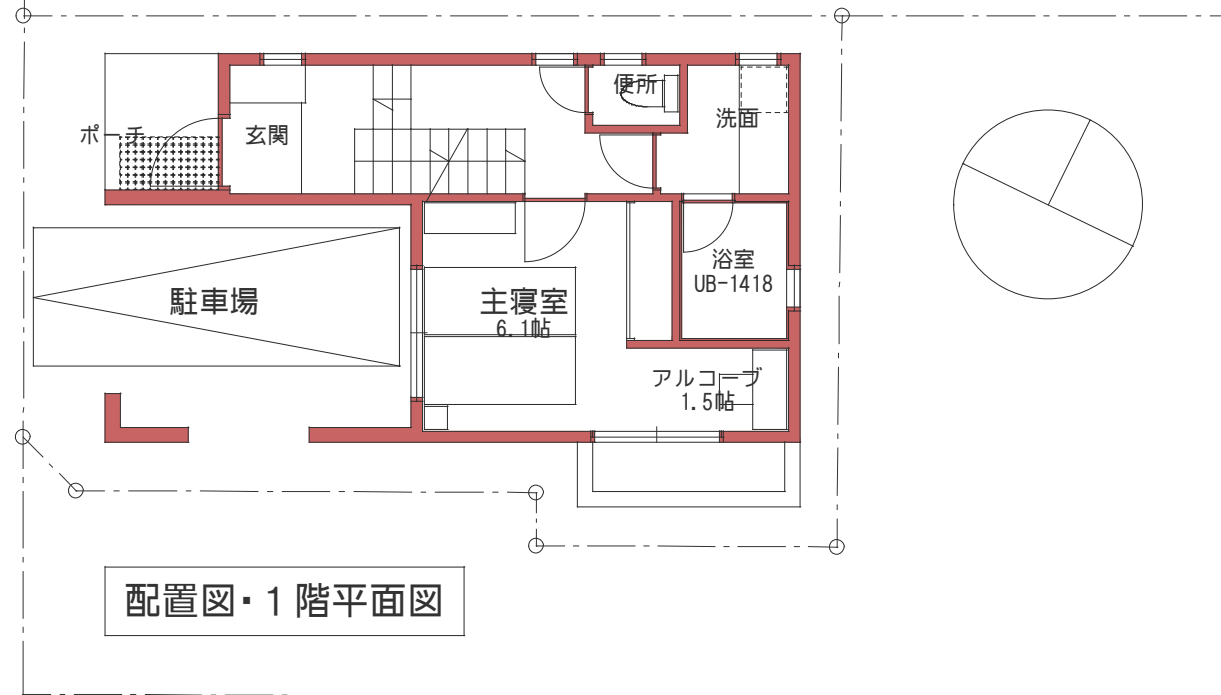 便所
洗面
ポーチ
玄関
浴室
UB-1418
駐車場
主寝室
6.1帖
アルコーブ
1.5帖
配置図・1階平面図